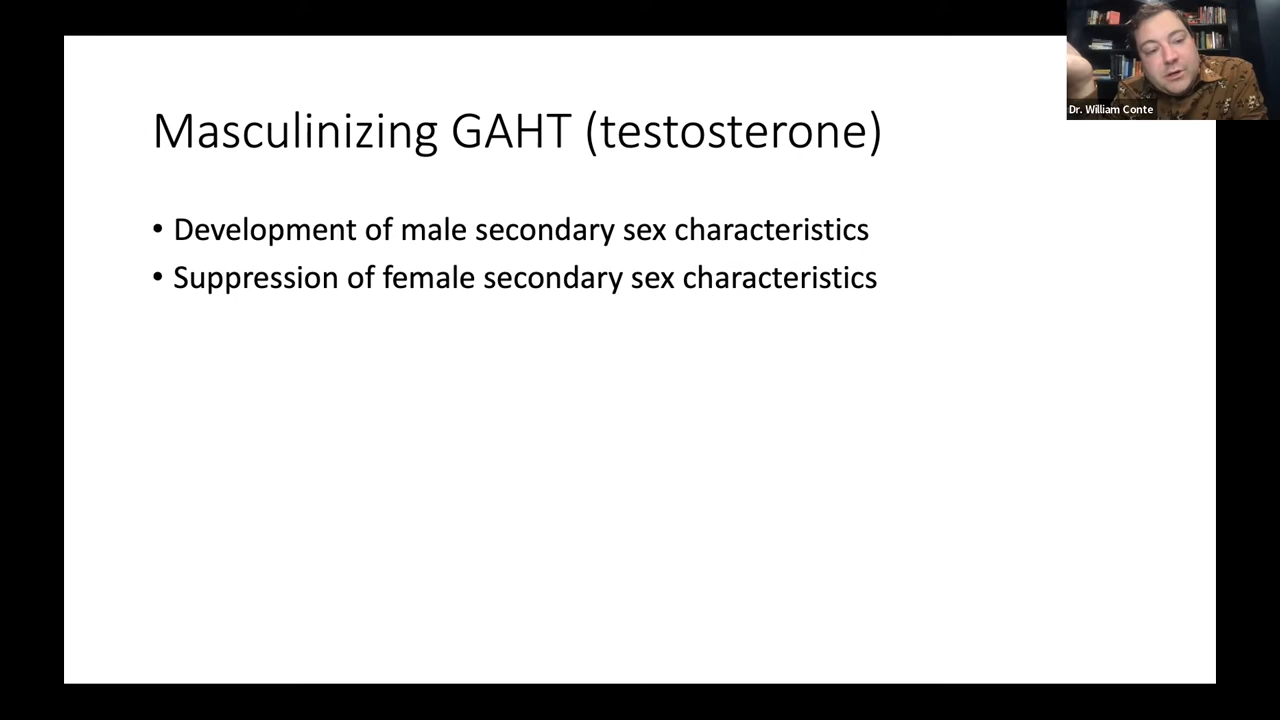 Masculinizing GAHT (testosterone)
• Development of male secondary sex characteristics
• Suppression of female secondary sex characteristics
Dr. William Conte